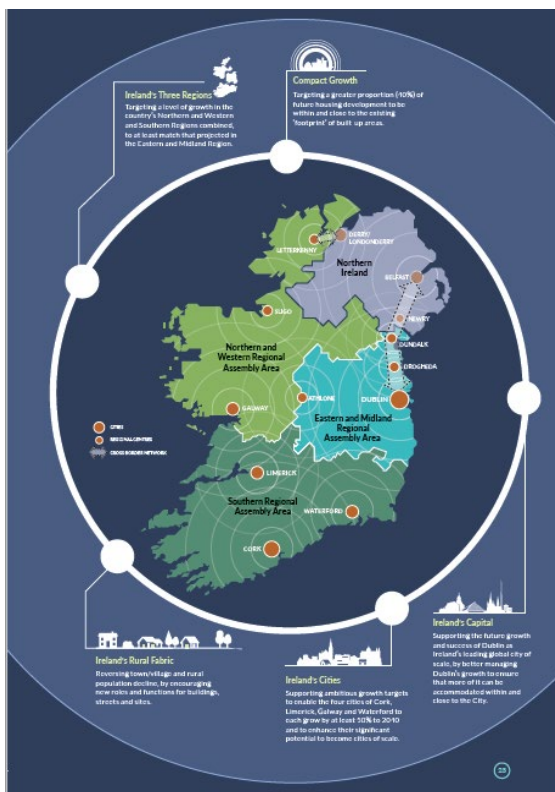 Ireland's Three Regions
Targeting a level of growth in the
country's Northern and Western
and Southern Regions combined,
to at least match that projected in
the Eastern and Midland Region.
Compact Growth
Targeting a greater proportion (40%) of
future housing development to be
within and close to the existing
'footprint' of built up areas.
DERRY/
LONDONDERRY
LETTERKENNY
Northern
Ireland
BELFAST
SLIGO
NEWRY
DUNDALK
Northern and
Western Regional
Assembly Area
DROGHEDA
ATHLONE
DUBLIN
GALWAY
Eastern and Midland
Regional
Assembly Area
CITIES
REGIONAL CENTRES
CROSS BORDER NETWORK
LIMERICK
Southern Regional
Assembly Area
WATERFORD
CORK
Ireland's Rural Fabric
Reversing town/village and rural
population decline, by encouraging
new roles and functions for buildings,
streets and sites.
Ireland's Cities
Supporting ambitious growth targets
to enable the four cities of Cork,
Limerick, Galway and Waterford to
each grow by at least 50% to 2040
and to enhance their significant
potential to become cities of scale.
Ireland's Capital
Supporting the future growth
and success of Dublin as
Ireland's leading global city of
scale, by better managing
Dublin's growth to ensure
that more of it can be
accommodated within and
close to the City.